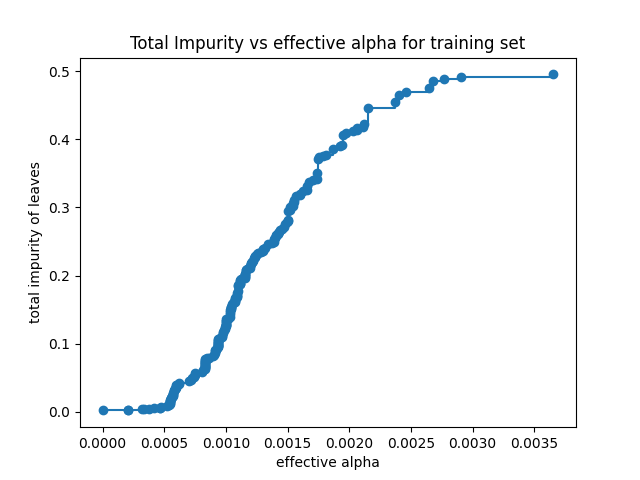 Total Impurity vs effective alpha for training set
total impurity of leaves
0.5
0.4
0.3
0.2
0.1
0.0
0.0000 0.0005 0.0010 0.0015 0.0020 0.0025 0.0030 0.0035
effective alpha